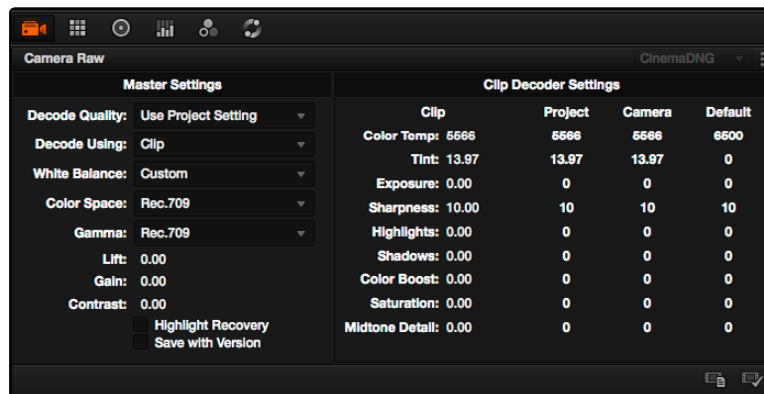 Camera Raw
CinemaDNG
Master Settings
Decode Quality: Use Project Setting
Decode Using: Clip
White Balance: Custom
Color Space: Rec.709
Gamma: Rec.709
Lift: 0.00
Gain: 0.00
Contrast: 0.00
Highlight Recovery
Save with Version
Clip Decoder Settings
Clip Project Camera Default
Color Temp: 5566 5566 5566 6500
Tint: 13.97 13.97 13.97 0
Exposure: 0.00 0 0 0
Sharpness: 10.00 10 10 10
Highlights: 0.00 0 0 0
Shadows: 0.00 0 0 0
Color Boost: 0.00 0 0 0
Saturation: 0.00 0 0 0
Midtone Detail: 0.00 0 0 0